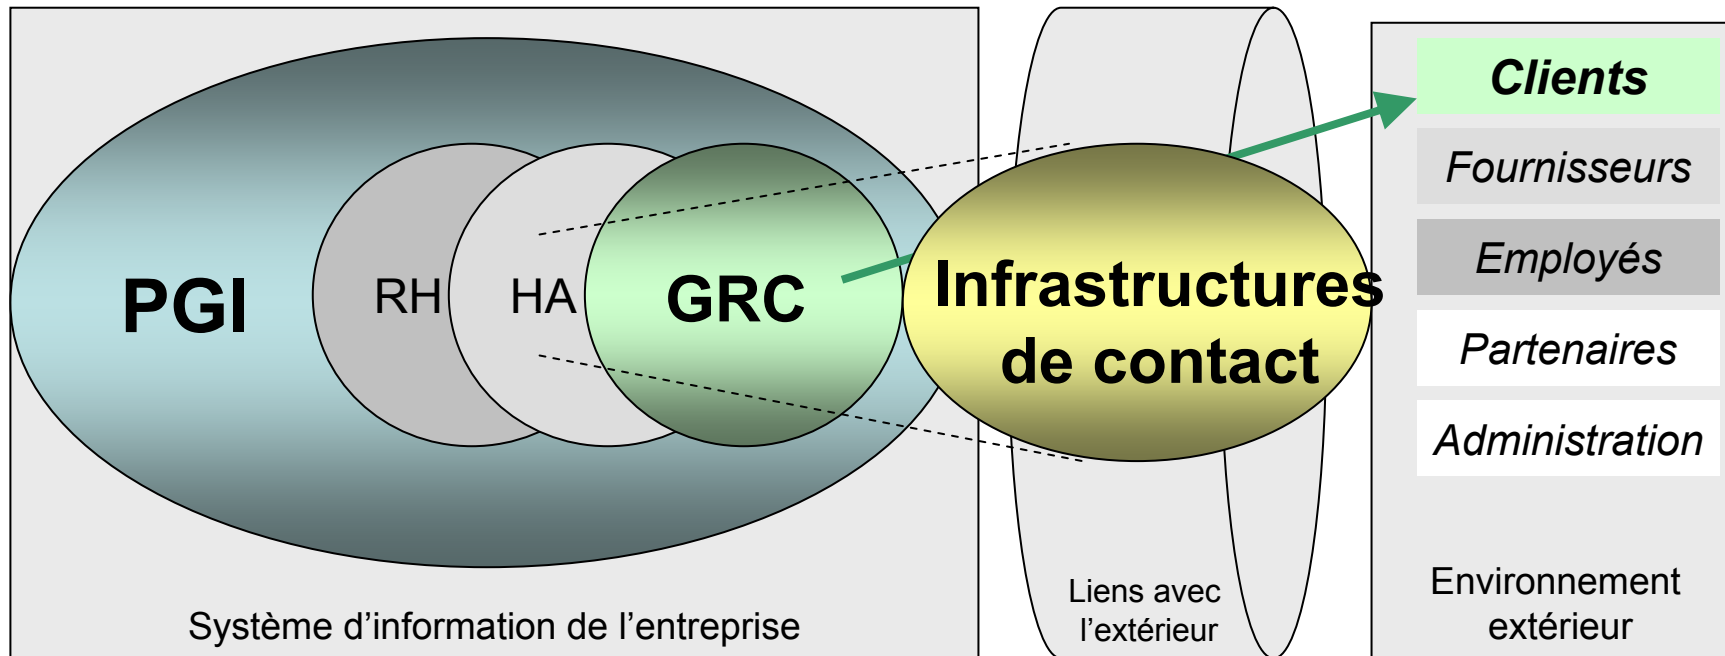 PGI
RH
HA
GRC
Infrastructures
de contact
Clients
Fournisseurs
Employés
Partenaires
Administration
Système d’information de l’entreprise
Liens avec
l’extérieur
Environnement
extérieur